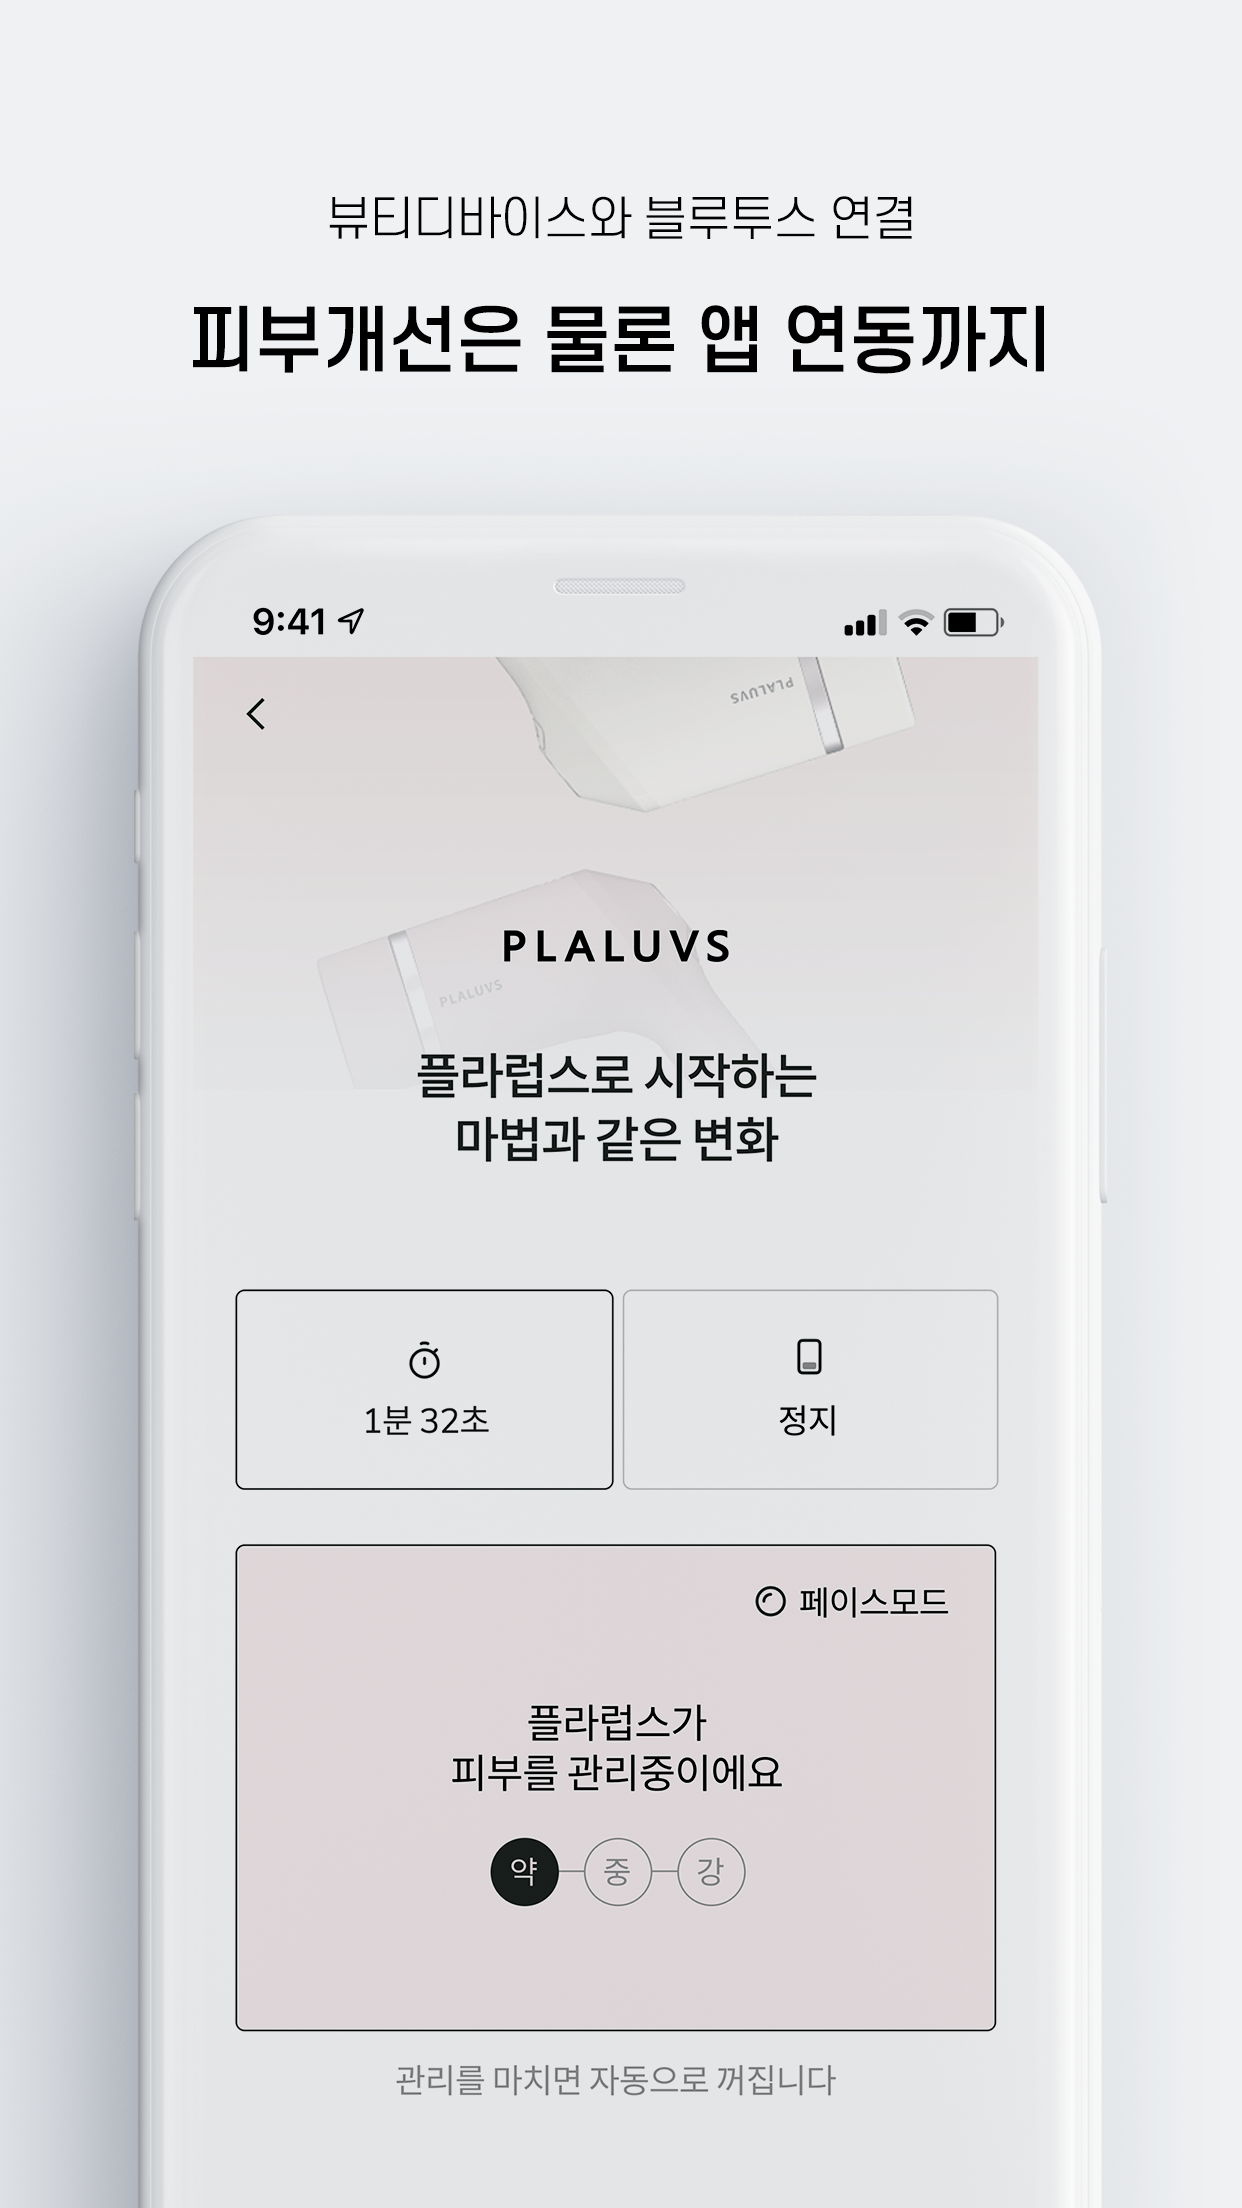 뷰티디바이스와 블루투스 연결
피부개선은 물론 앱 연동까지
9:41
PLALUVS
PLALUVS
PLALUVS
플라럽스로 시작하는
마법과 같은 변화
1분 32초
정지
페이스모드
플라럽스가
피부를 관리중이에요
약 중 강
관리를 마치면 자동으로 꺼집니다